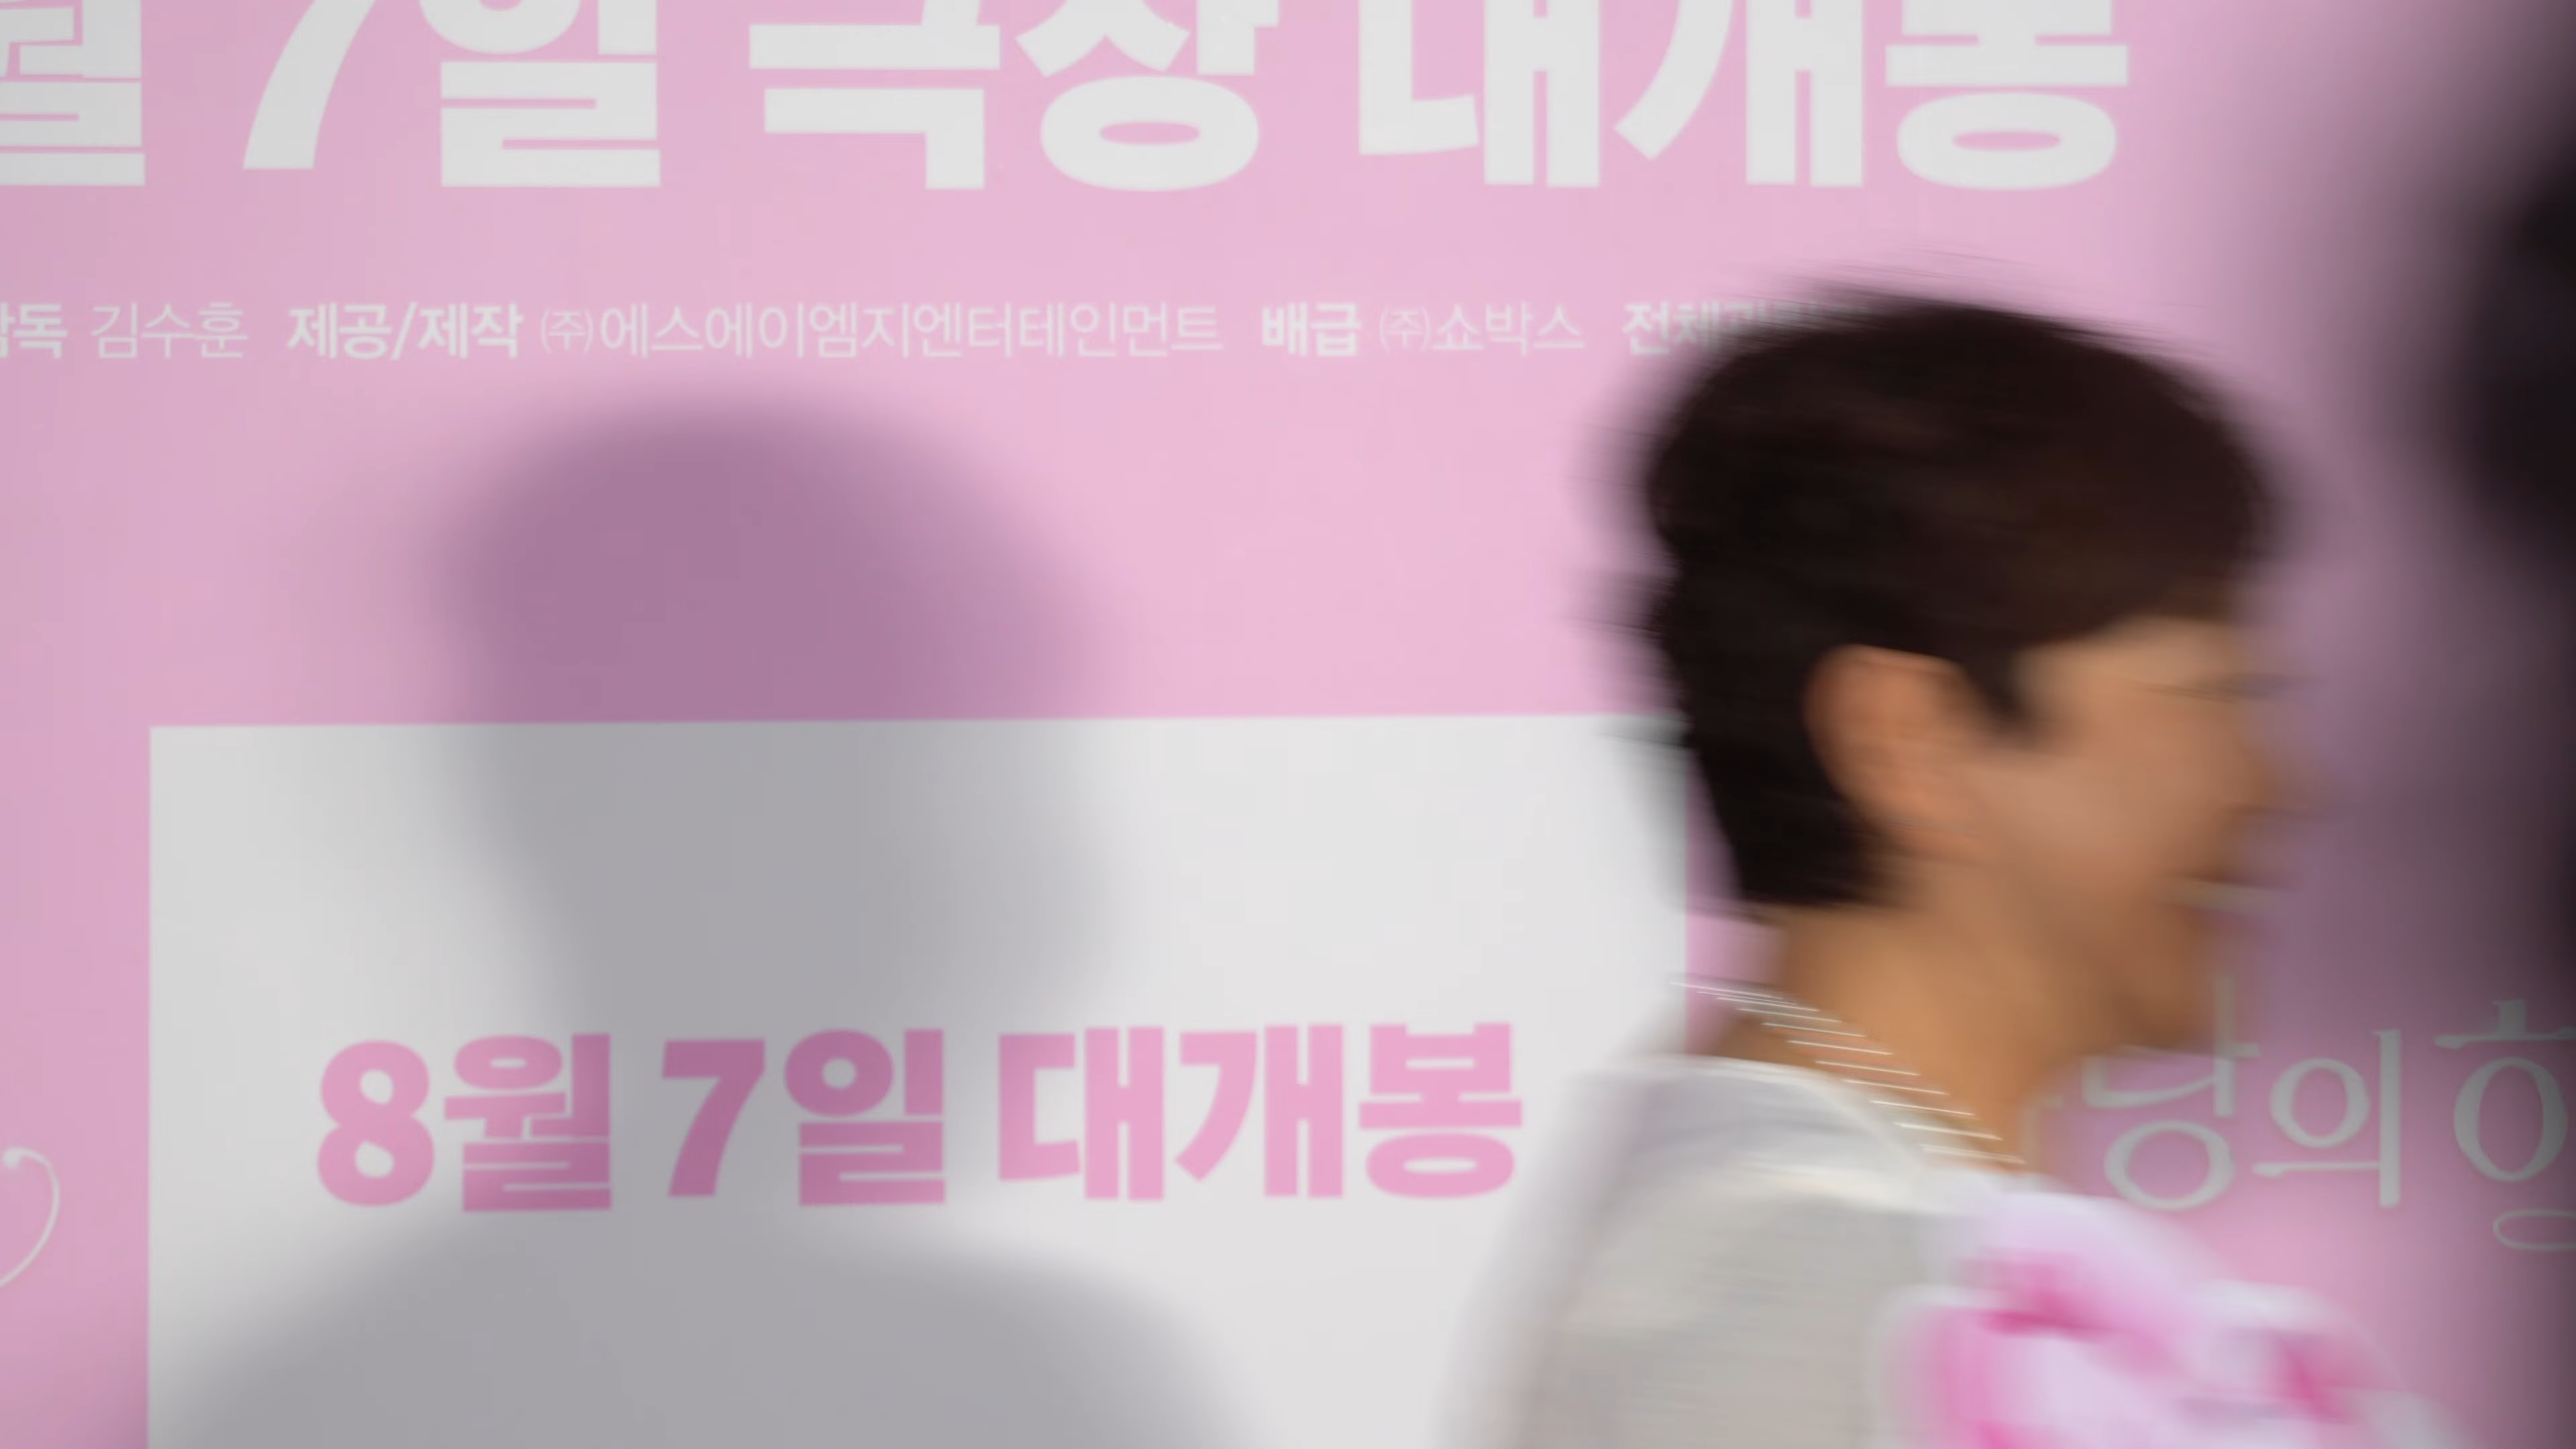 월 7일 극장 대개봉
감독 김수훈 제공/제작 ㈜에스에이엠지엔터테인먼트 배급 ㈜쇼박스
8월 7일 대개봉